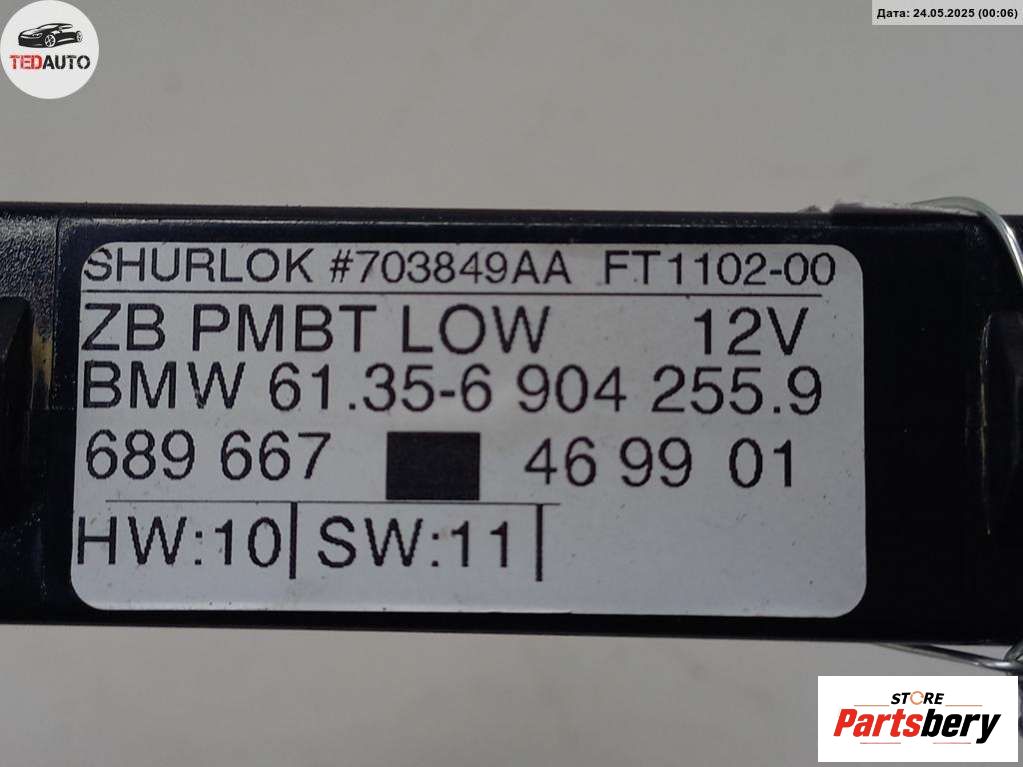 Дата: 24.05.2025 (00:06)
TEDAUTO
SHURLOK #703849AA FT1102-00
ZB PMBT LOW 12V
BMW 61.35-6 904 255.9
689 667 46 99 01
HW:10 SW:11
STORE
Partsbery